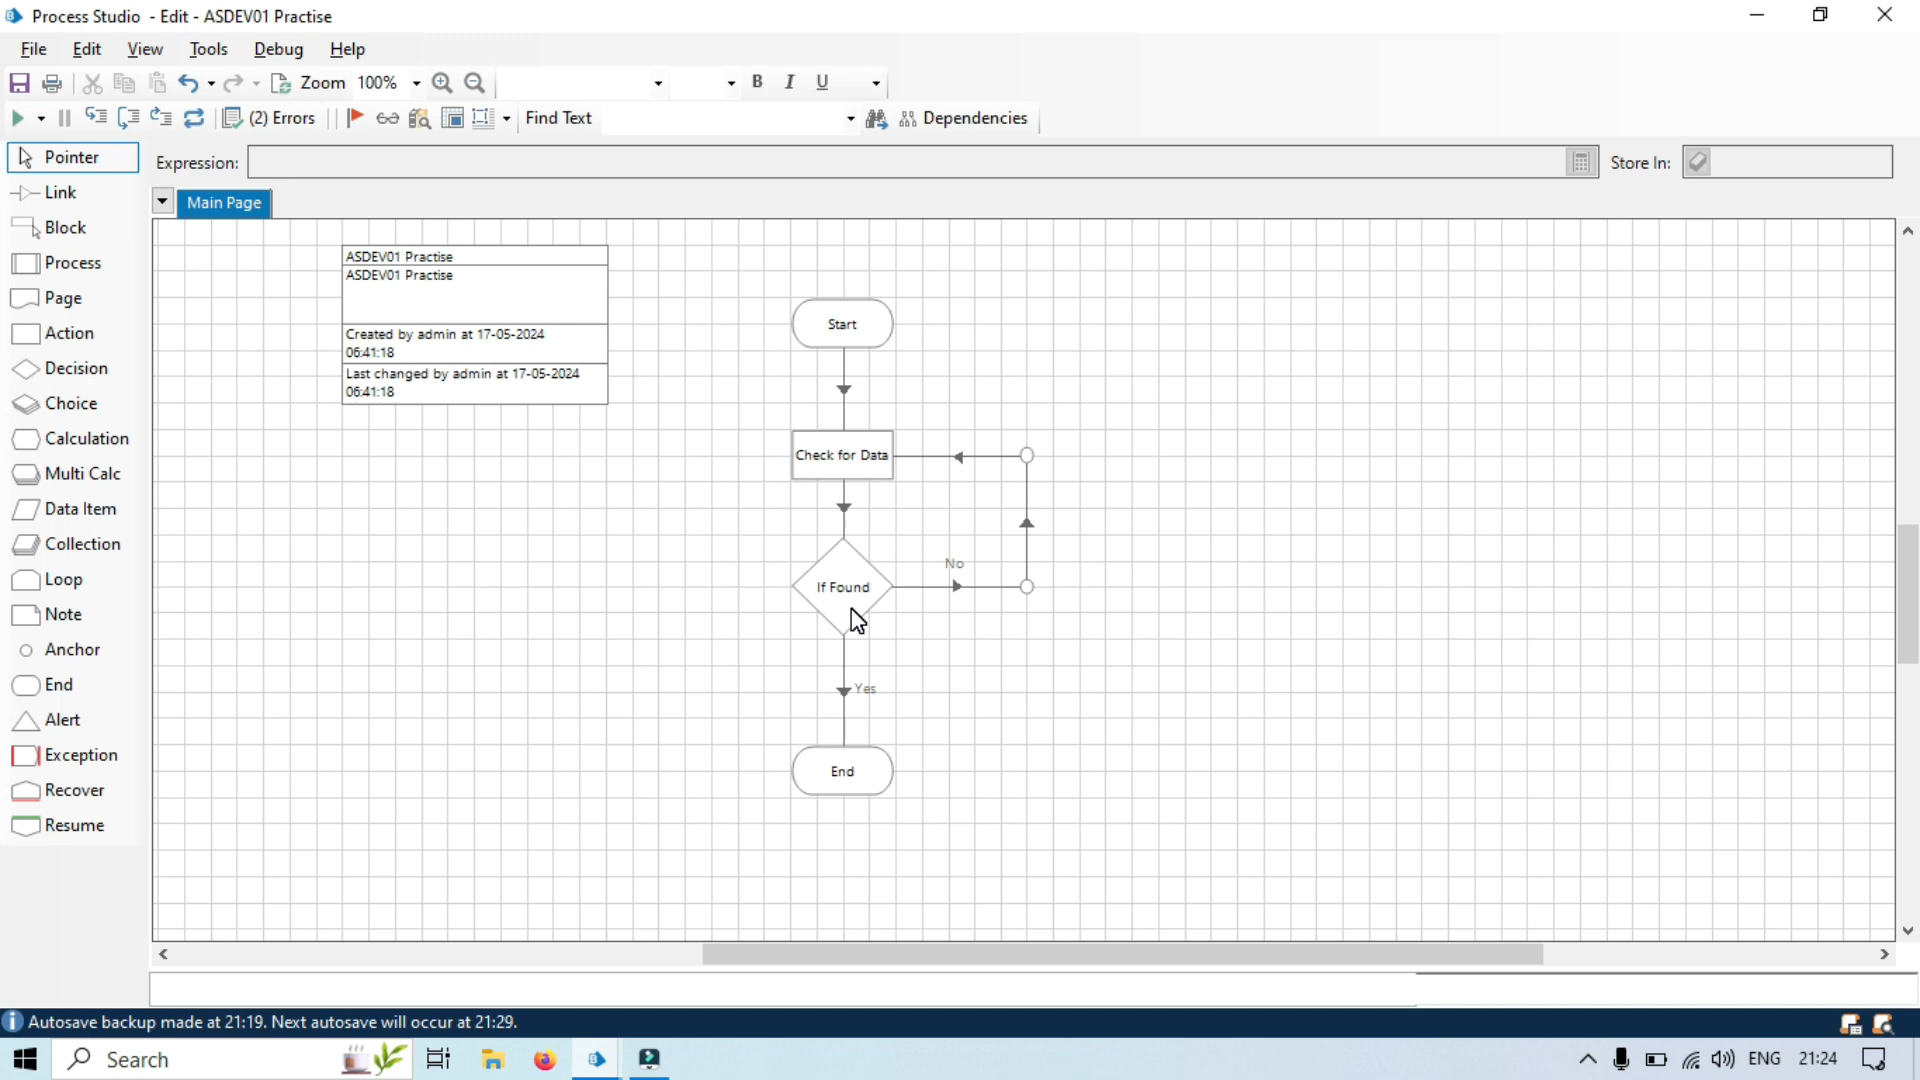 Process Studio - Edit - ASDEV01 Practise
File Edit View Tools Debug Help
Zoom 100% B I U
(2) Errors Find Text Dependencies
Pointer
Link
Block
Process
Page
Action
Decision
Choice
Calculation
Multi Calc
Data Item
Collection
Loop
Note
Anchor
End
Alert
Exception
Recover
Resume
Expression: Store In:
Main Page
ASDEV01 Practise
ASDEV01 Practise
Created by admin at 17-05-2024
06:41:18
Last changed by admin at 17-05-2024
06:41:18
Start
Check for Data
No
If Found
Yes
End
Autosave backup made at 21:19. Next autosave will occur at 21:29.
Search
ENG 21:24